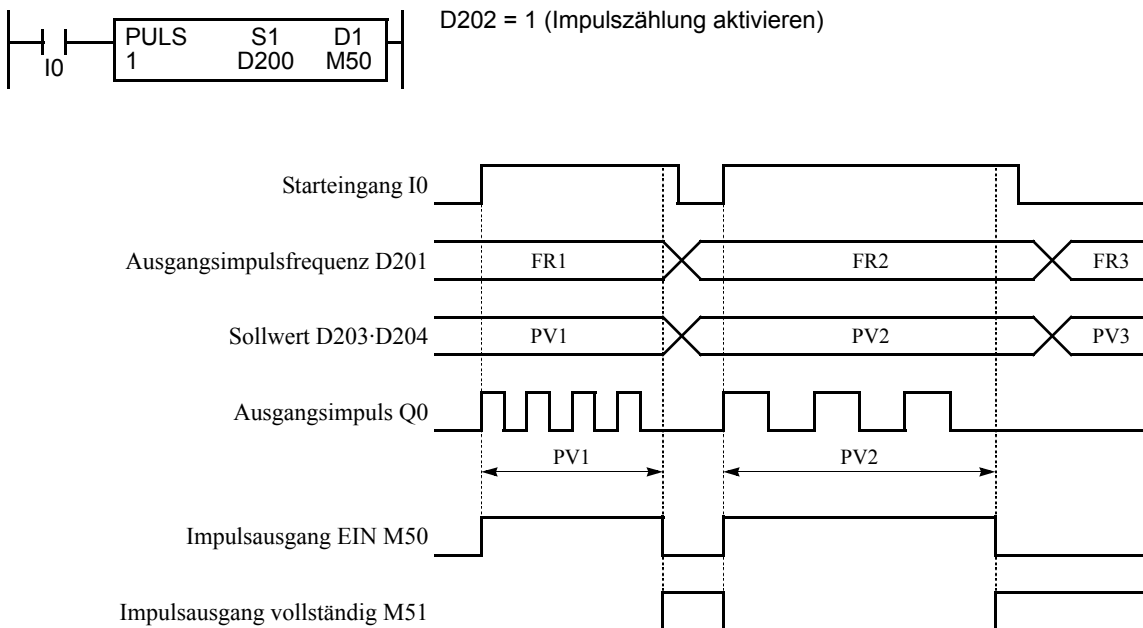 D202 = 1 (Impulszählung aktivieren)
PULS S1 D1
1 D200 M50
I0
Starteingang I0
Ausgangsimpulsfrequenz D201 FR1 FR2 FR3
Sollwert D203·D204 PV1 PV2 PV3
Ausgangsimpuls Q0
PV1 PV2
Impulsausgang EIN M50
Impulsausgang vollständig M51